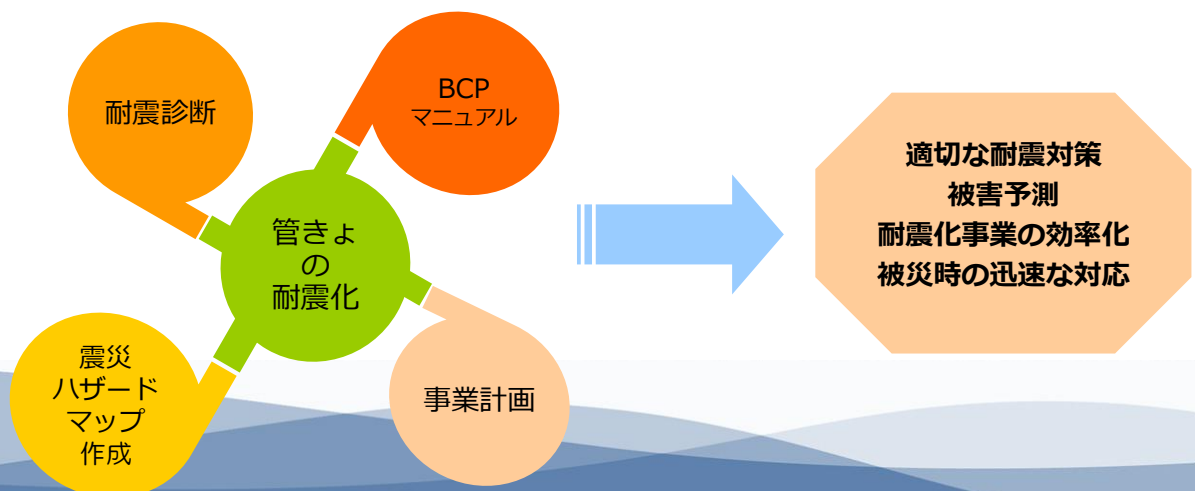 耐震診断
BCP
マニュアル
管きょ
の
耐震化
震災
ハザード
マップ
作成
事業計画
適切な耐震対策
被害予測
耐震化事業の効率化
被災時の迅速な対応